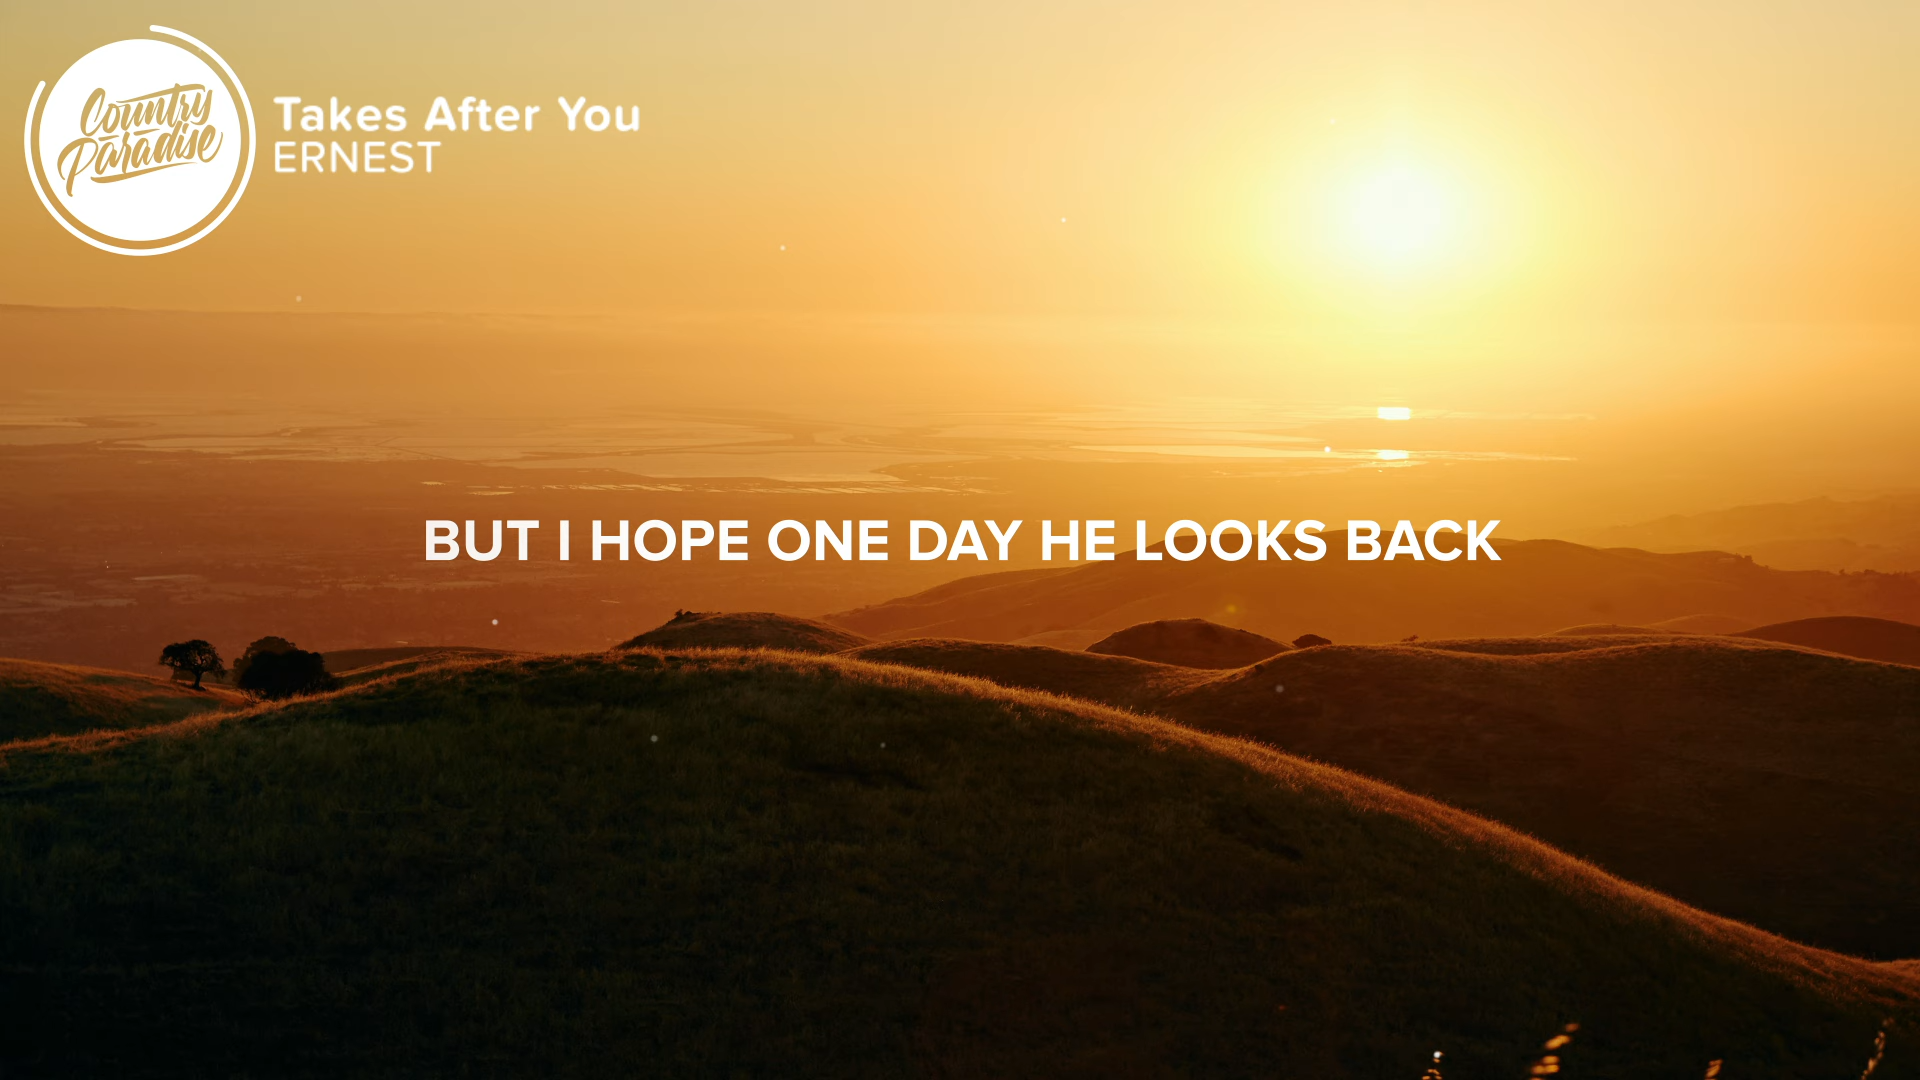 Country
Paradise
Takes After You
ERNEST
BUT I HOPE ONE DAY HE LOOKS BACK